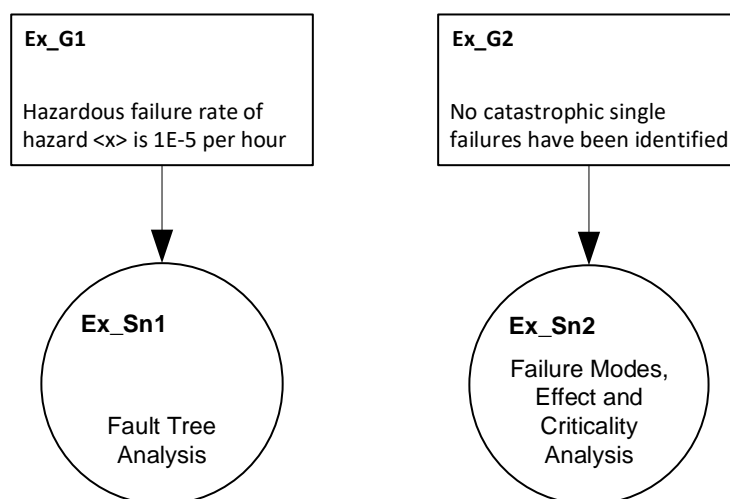 Ex_G1
Hazardous failure rate of
hazard <x> is 1E-5 per hour
Ex_G2
No catastrophic single
failures have been identified
Ex_Sn1
Fault Tree
Analysis
Ex_Sn2
Failure Modes,
Effect and
Criticality
Analysis